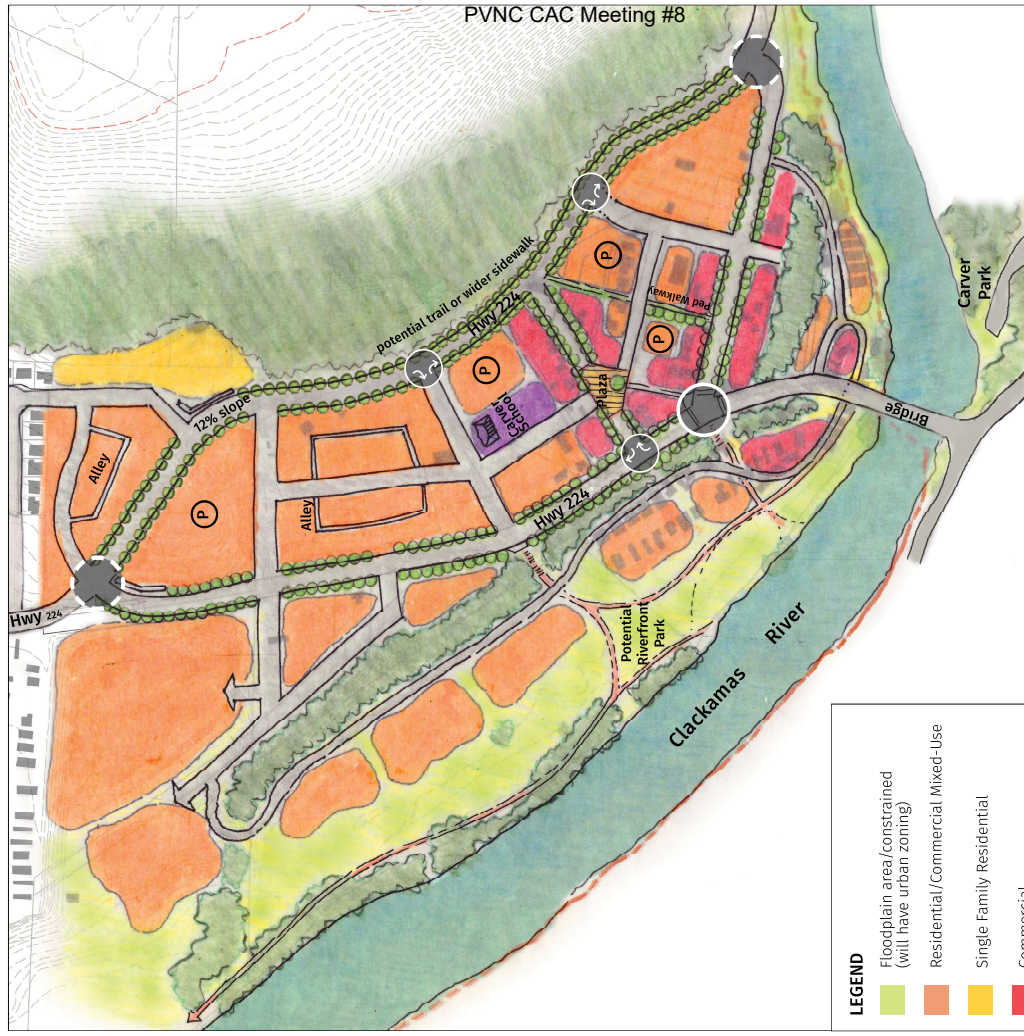 PVNC CAC Meeting #8
potential trail or wider sidewalk
Hwy 224
P
Ped Walkway
P
P
Carver
School
Plaza
12% slope
Alley
P
Alley
Hwy 224
Hwy 224
Bridge
Carver
Park
Potential
Riverfront
Park
Clackamas River
LEGEND
Floodplain area/constrained
(will have urban zoning)
Residential/Commercial Mixed-Use
Single Family Residential
Commercial